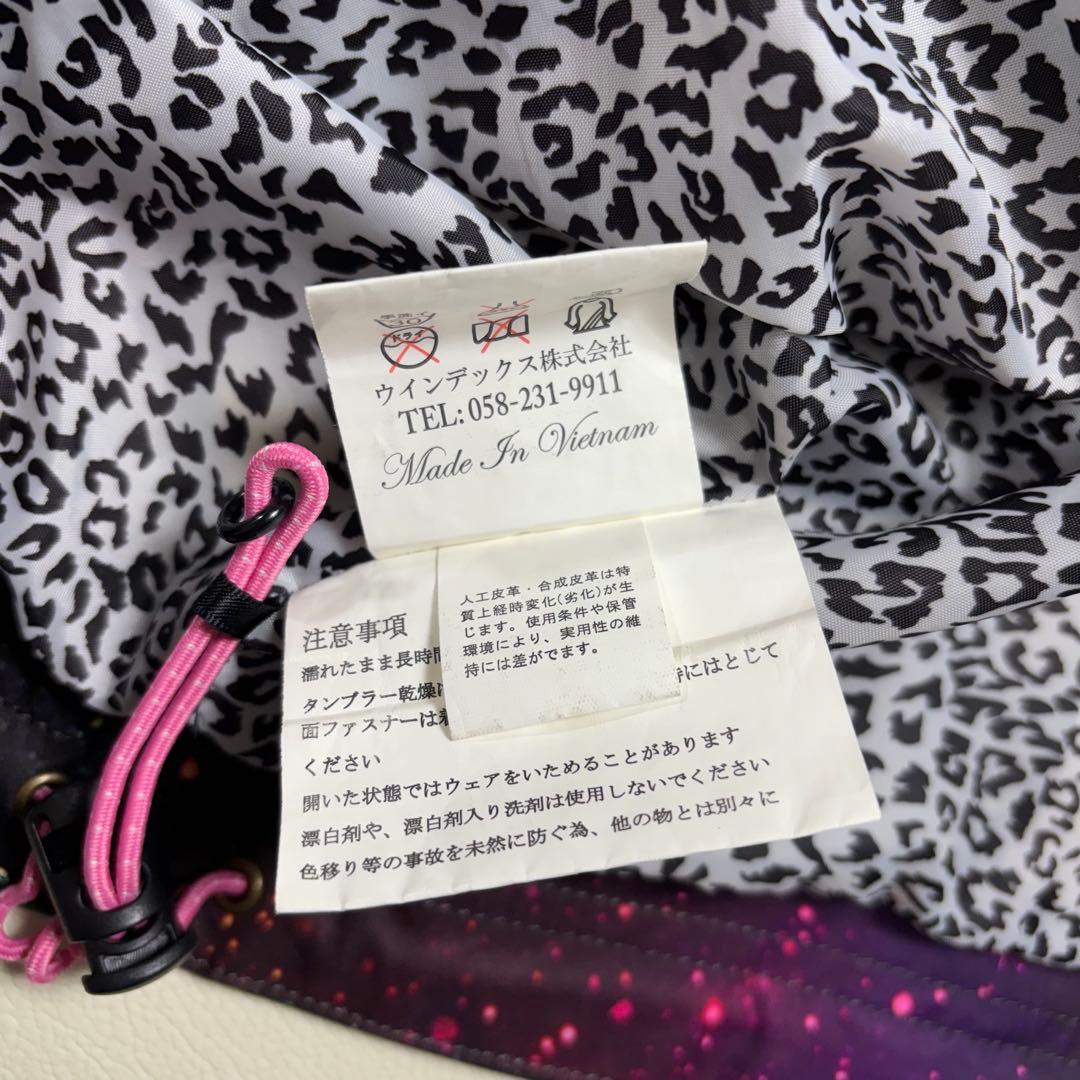 手洗イ
30
ドライ
ウインデックス株式会社
TEL: 058-231-9911
Made In Vietnam
人工皮革・合成皮革は特
質上経時変化(劣化)が生
じます。使用条件や保管
環境により、実用性の維
持には差がでます。
注意事項
濡れたまま長時間
タンブラー乾燥は
時にはとじて
面ファスナーは着
ください
開いた状態ではウェアをいためることがあります
漂白剤や、漂白剤入り洗剤は使用しないでください
色移り等の事故を未然に防ぐ為、他の物とは別々に